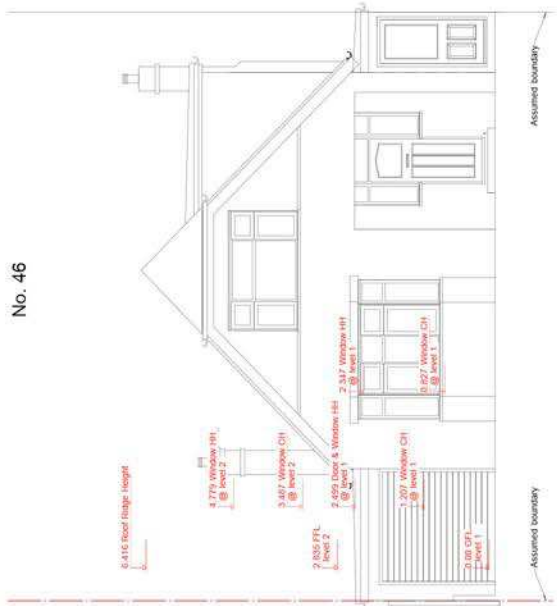 No. 46
6.416 Roof Ridge Height
4.779 Window HH
@ level 2
3.467 Window CH
@ level 2
2.835 FFL
level 2
2.499 Door & Window HH
@ level 1
2.347 Window HH
@ level 1
1.207 Window CH
@ level 1
0.827 Window CH
@ level 1
0.00 GFL
level 1
Assumed boundary
Assumed boundary